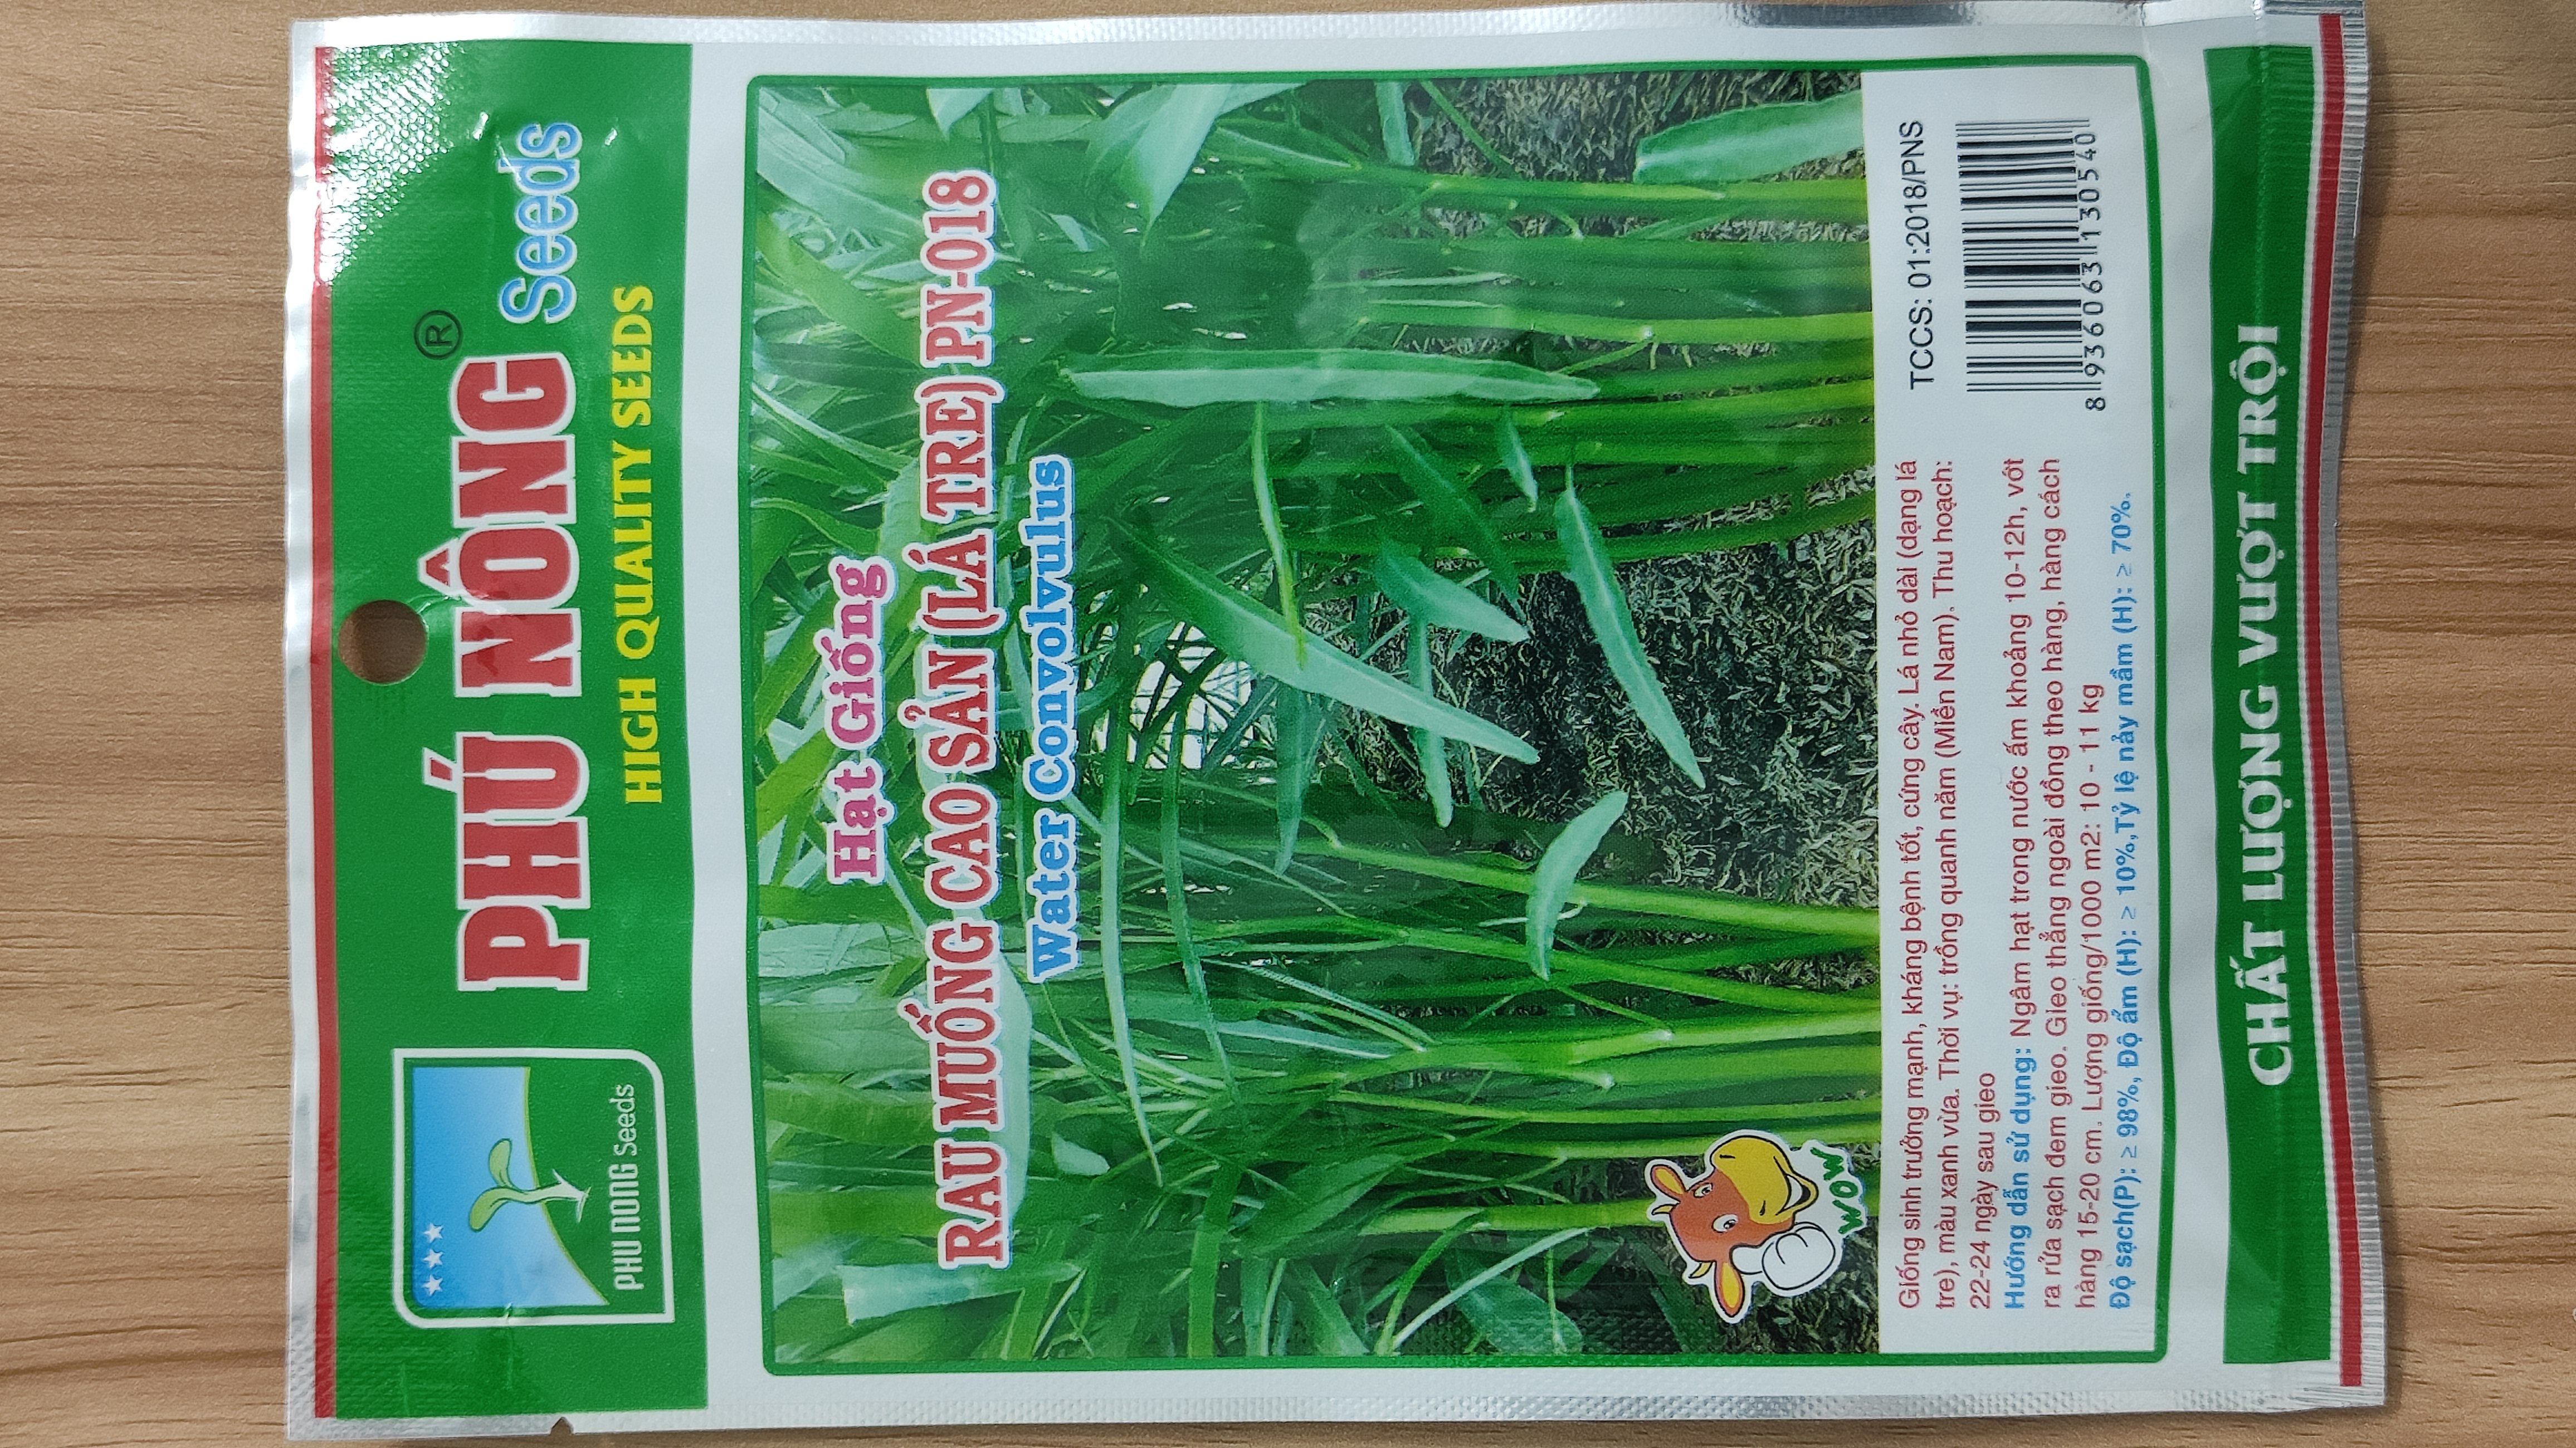 ★★★
PHU NONG Seeds
PHÚ NÔNG® Seeds
HIGH QUALITY SEEDS
Hạt Giống
RAU MUỐNG CAO SẢN (LÁ TRE) PN-018
Water Convolvulus
WOW
Giống sinh trưởng mạnh, kháng bệnh tốt, cứng cây. Lá nhỏ dài (dạng lá
tre), màu xanh vừa. Thời vụ: trồng quanh năm (Miền Nam). Thu hoạch:
22-24 ngày sau gieo
Hướng dẫn sử dụng: Ngâm hạt trong nước ấm khoảng 10-12h, vớt
ra rửa sạch đem gieo. Gieo thẳng ngoài đồng theo hàng, hàng cách
hàng 15-20 cm. Lượng giống/1000 m2: 10 - 11 kg
Độ sạch(P): ≥ 98%, Độ ẩm (H): ≥ 10%,Tỷ lệ nảy mầm (H): ≥ 70%.
TCCS: 01:2018/PNS
8 936063 130540
CHẤT LƯỢNG VƯỢT TRỘI